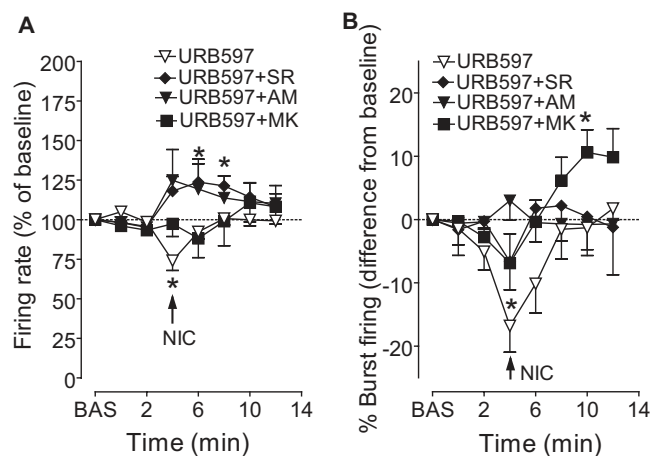 A
URB597
URB597+SR
URB597+AM
URB597+MK
Firing rate (% of baseline)
200
175
150
125
100
75
50
25
0
*
*
*
NIC
BAS
2
6
10
14
Time (min)
B
URB597
URB597+SR
URB597+AM
URB597+MK
% Burst firing (difference from baseline)
20
10
0
-10
-20
*
*
NIC
BAS
2
6
10
14
Time (min)